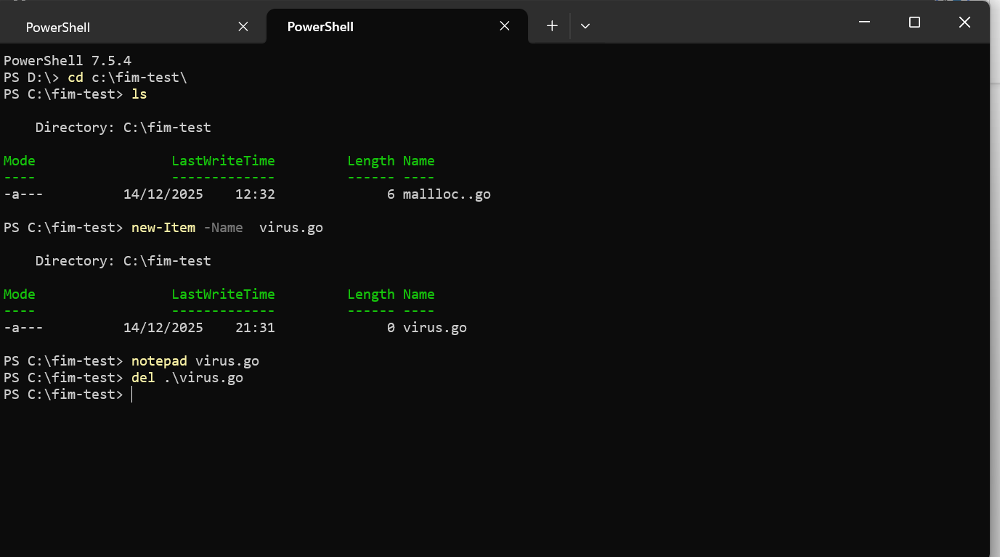 PowerShell
PowerShell
PowerShell 7.5.4
PS D:\> cd c:\fim-test\
PS C:\fim-test> ls
Directory: C:\fim-test
Mode LastWriteTime Length Name
---- ------------- ------ ----
-a--- 14/12/2025 12:32 6 mallloc..go
PS C:\fim-test> new-Item -Name  virus.go
Directory: C:\fim-test
Mode LastWriteTime Length Name
---- ------------- ------ ----
-a--- 14/12/2025 21:31 0 virus.go
PS C:\fim-test> notepad virus.go
PS C:\fim-test> del .\virus.go
PS C:\fim-test>